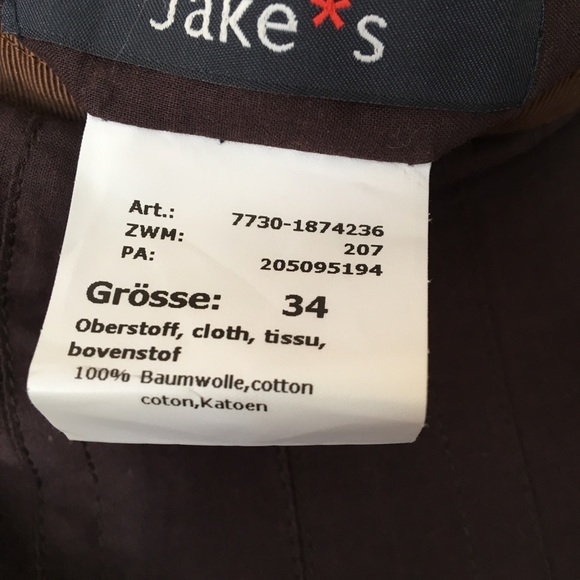 Jake*s
Art.: 7730-1874236
ZWM: 207
PA: 205095194
Grösse: 34
Oberstoff, cloth, tissu,
bovenstof
100% Baumwolle,cotton
coton,Katoen